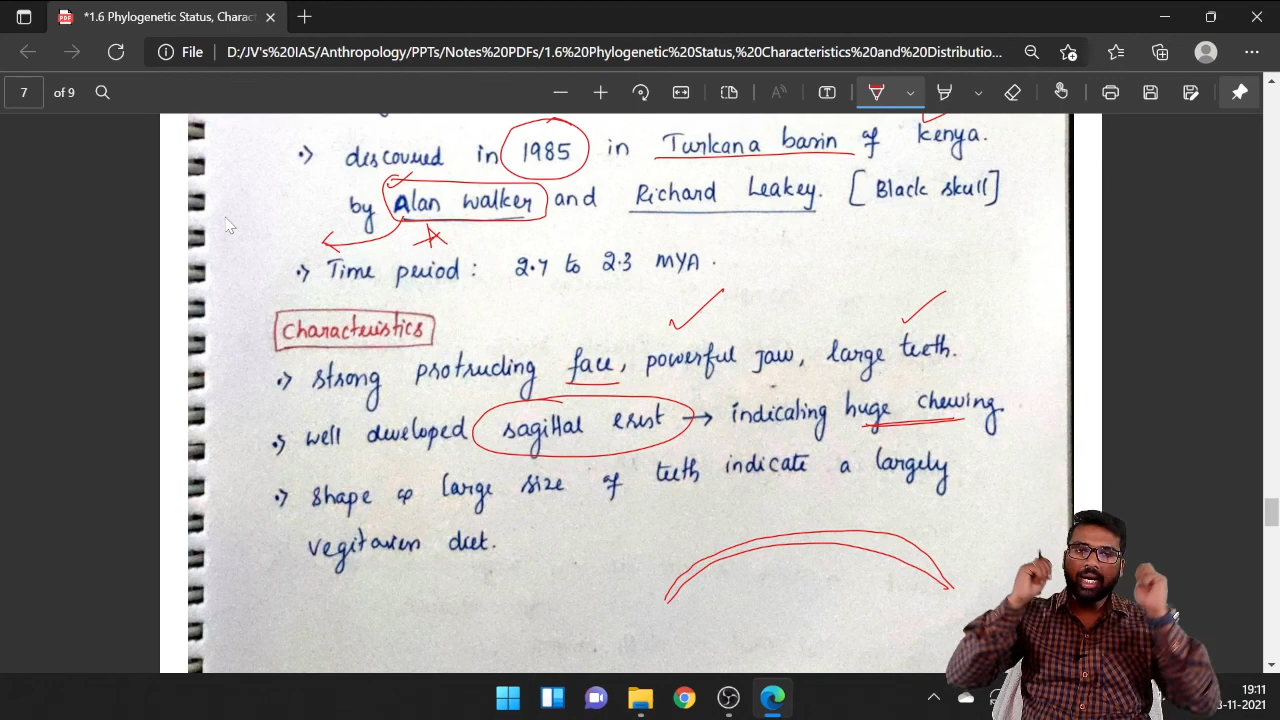 *1.6 Phylogenetic Status, Charact
File D:/JV's%20IAS/Anthropology/PPTs/Notes%20PDFs/1.6%20Phylogenetic%20Status,%20Characteristics%20and%20Distributio...
7 of 9
discovered in 1985 in Turkana basin of Kenya.
by Alan walker and Richard Leakey. [Black skull]
Time period : 2.7 to 2.3 MYA.
Characteristics
strong protruding face, powerful jaw, large teeth.
well developed sagittal crest → indicating huge chewing
shape & large size of teeth indicate a largely
vegitarien diet.
19:11
-11-2021